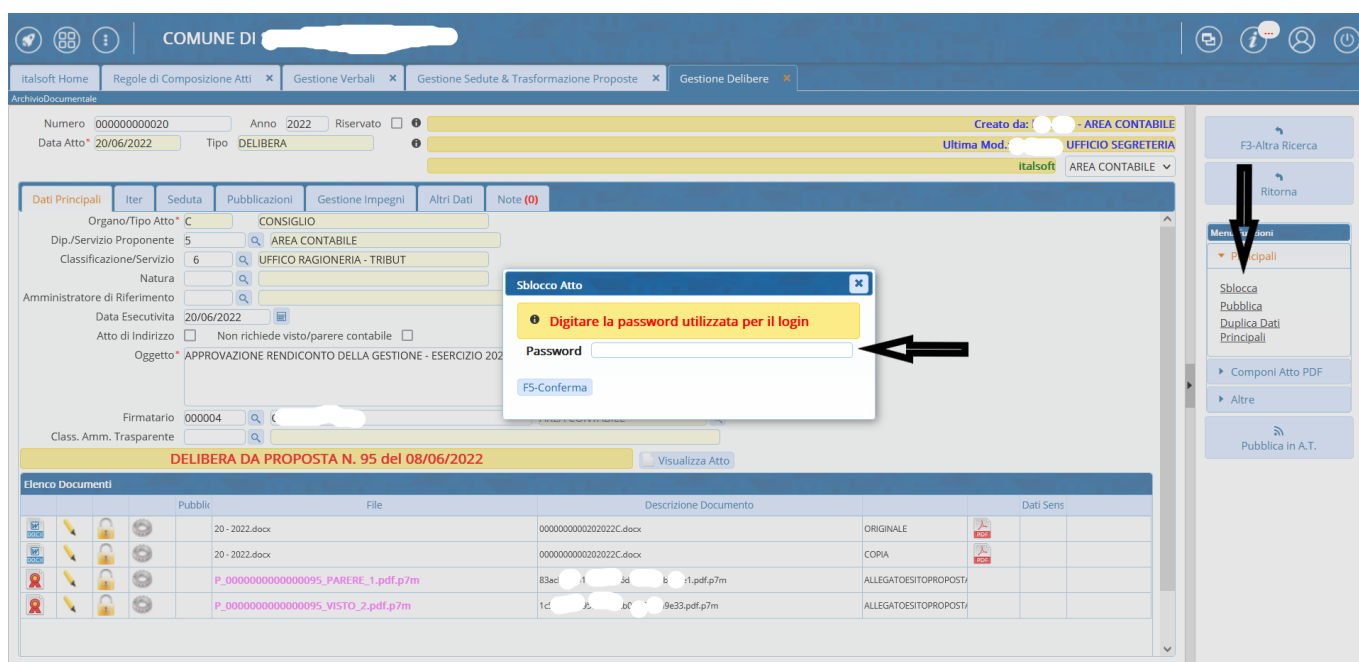 COMUNE DI
...
italsoft Home
Regole di Composizione Atti
Gestione Verbali
Gestione Sedute & Trasformazione Proposte
Gestione Delibere
ArchivioDocumentale
Numero 000000000020 Anno 2022 Riservato
Creato da: - AREA CONTABILE
Data Atto* 20/06/2022 Tipo DELIBERA
Ultima Mod.: UFFICIO SEGRETERIA
italsoft AREA CONTABILE
Dati Principali Iter Seduta Pubblicazioni Gestione Impegni Altri Dati Note (0)
Organo/Tipo Atto* C CONSIGLIO
Dip./Servizio Proponente 5 AREA CONTABILE
Classificazione/Servizio 6 UFFICO RAGIONERIA - TRIBUT
Natura
Amministratore di Riferimento
Data Esecutivita 20/06/2022
Atto di Indirizzo Non richiede visto/parere contabile
Oggetto* APPROVAZIONE RENDICONTO DELLA GESTIONE - ESERCIZIO 202
Firmatario 000004 AREA CONTABILE
Class. Amm. Trasparente
DELIBERA DA PROPOSTA N. 95 del 08/06/2022
Visualizza Atto
Sblocco Atto
Digitare la password utilizzata per il login
Password
F5-Conferma
F3-Altra Ricerca
Ritorna
Principali
Sblocca
Pubblica
Duplica Dati
Principali
Componi Atto PDF
Altre
Pubblica in A.T.
Elenco Documenti
Pubblic File Descrizione Documento Dati Sens
20 - 2022.docx 0000000000202022C.docx ORIGINALE
20 - 2022.docx 0000000000202022C.docx COPIA
P_0000000000000095_PARERE_1.pdf.p7m ALLEGATOESITOPROPOST
P_0000000000000095_VISTO_2.pdf.p7m ALLEGATOESITOPROPOST